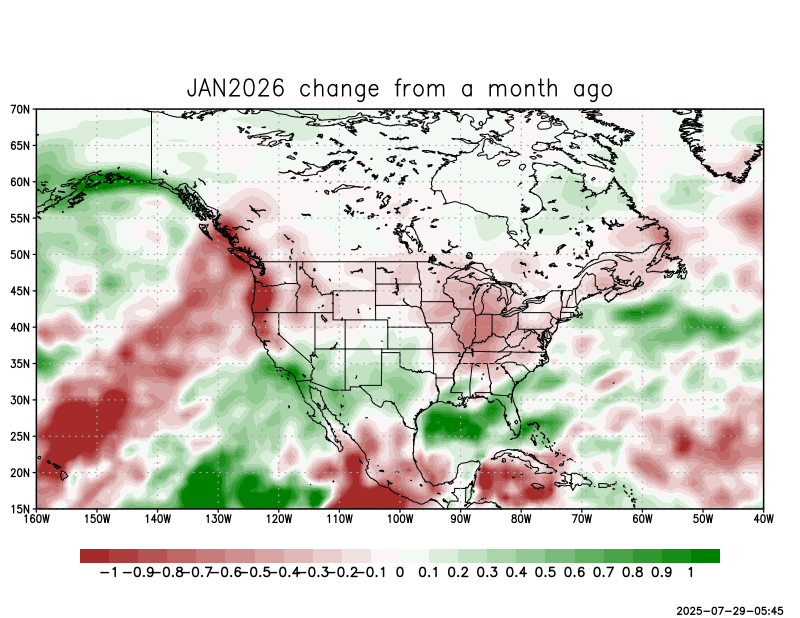 JAN2026 change from a month ago
70N
65N
60N
55N
50N
45N
40N
35N
30N
25N
20N
15N
160W 150W 140W 130W 120W 110W 100W 90W 80W 70W 60W 50W 40W
-1 -0.9 -0.8 -0.7 -0.6 -0.5 -0.4 -0.3 -0.2 -0.1 0 0.1 0.2 0.3 0.4 0.5 0.6 0.7 0.8 0.9 1
2025-07-29-05:45